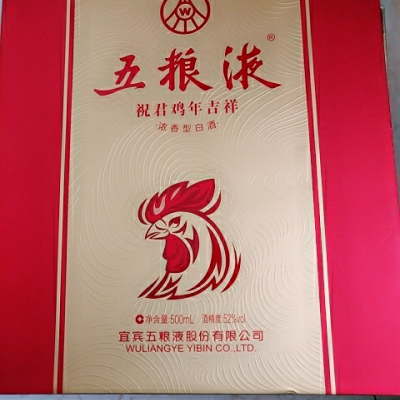 W
五粮液®
祝君鸡年吉祥
·浓香型白酒·
净含量:500mL 酒精度:52%vol
宜宾五粮液股份有限公司
WULIANGYE YIBIN CO.,LTD.